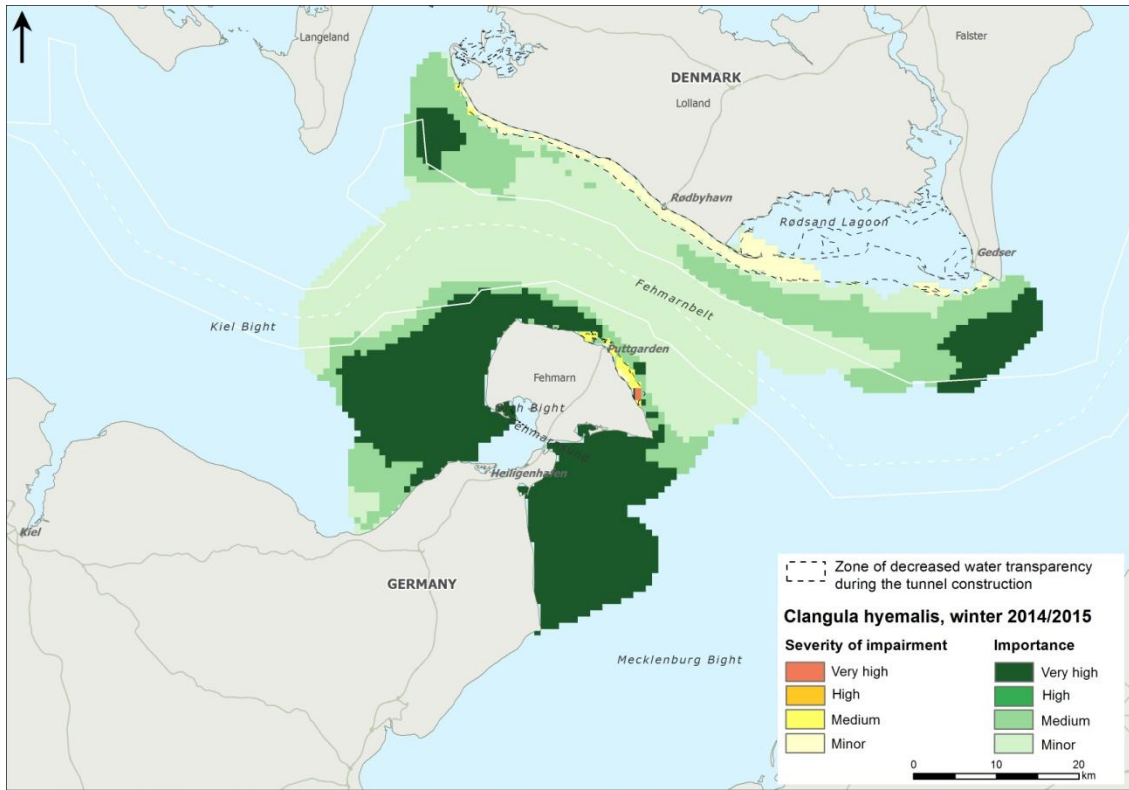 Langeland
Falster
DENMARK
Lolland
Rødbyhavn
Rødsand Lagoon
Gedser
Fehmarnbelt
Kiel Bight
Puttgarden
Fehmarn
Bight
Heiligenhafen
Kiel
GERMANY
Mecklenburg Bight
Zone of decreased water transparency
during the tunnel construction
Clangula hyemalis, winter 2014/2015
Severity of impairment
Very high
High
Medium
Minor
Importance
Very high
High
Medium
Minor
0 10 20
km